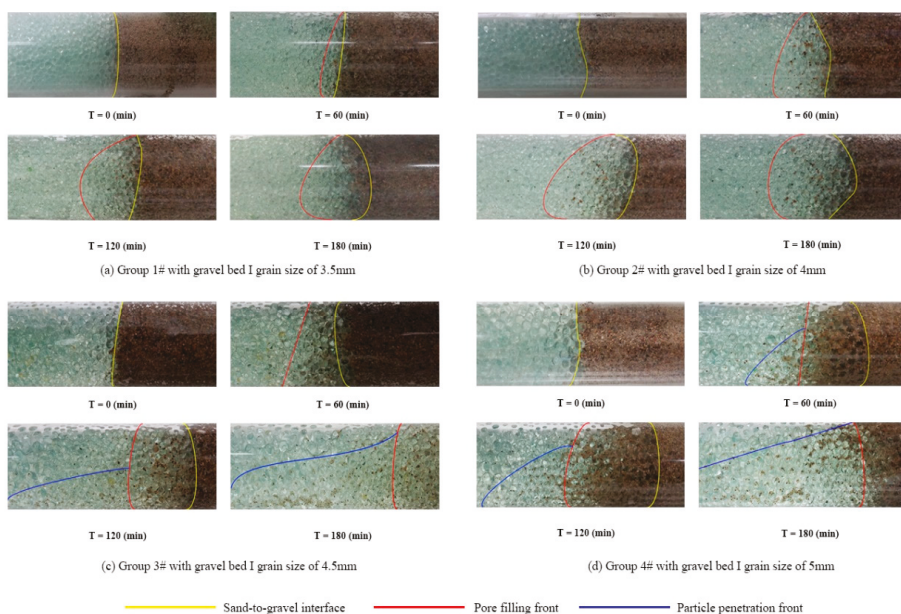 T = 0 (min) T = 60 (min) T = 0 (min) T = 60 (min)
T = 120 (min) T = 180 (min) T = 120 (min) T = 180 (min)
(a) Group 1# with gravel bed I grain size of 3.5mm (b) Group 2# with gravel bed I grain size of 4mm
T = 0 (min) T = 60 (min) T = 0 (min) T = 60 (min)
T = 120 (min) T = 180 (min) T = 120 (min) T = 180 (min)
(c) Group 3# with gravel bed I grain size of 4.5mm (d) Group 4# with gravel bed I grain size of 5mm
Sand-to-gravel interface Pore filling front Particle penetration front